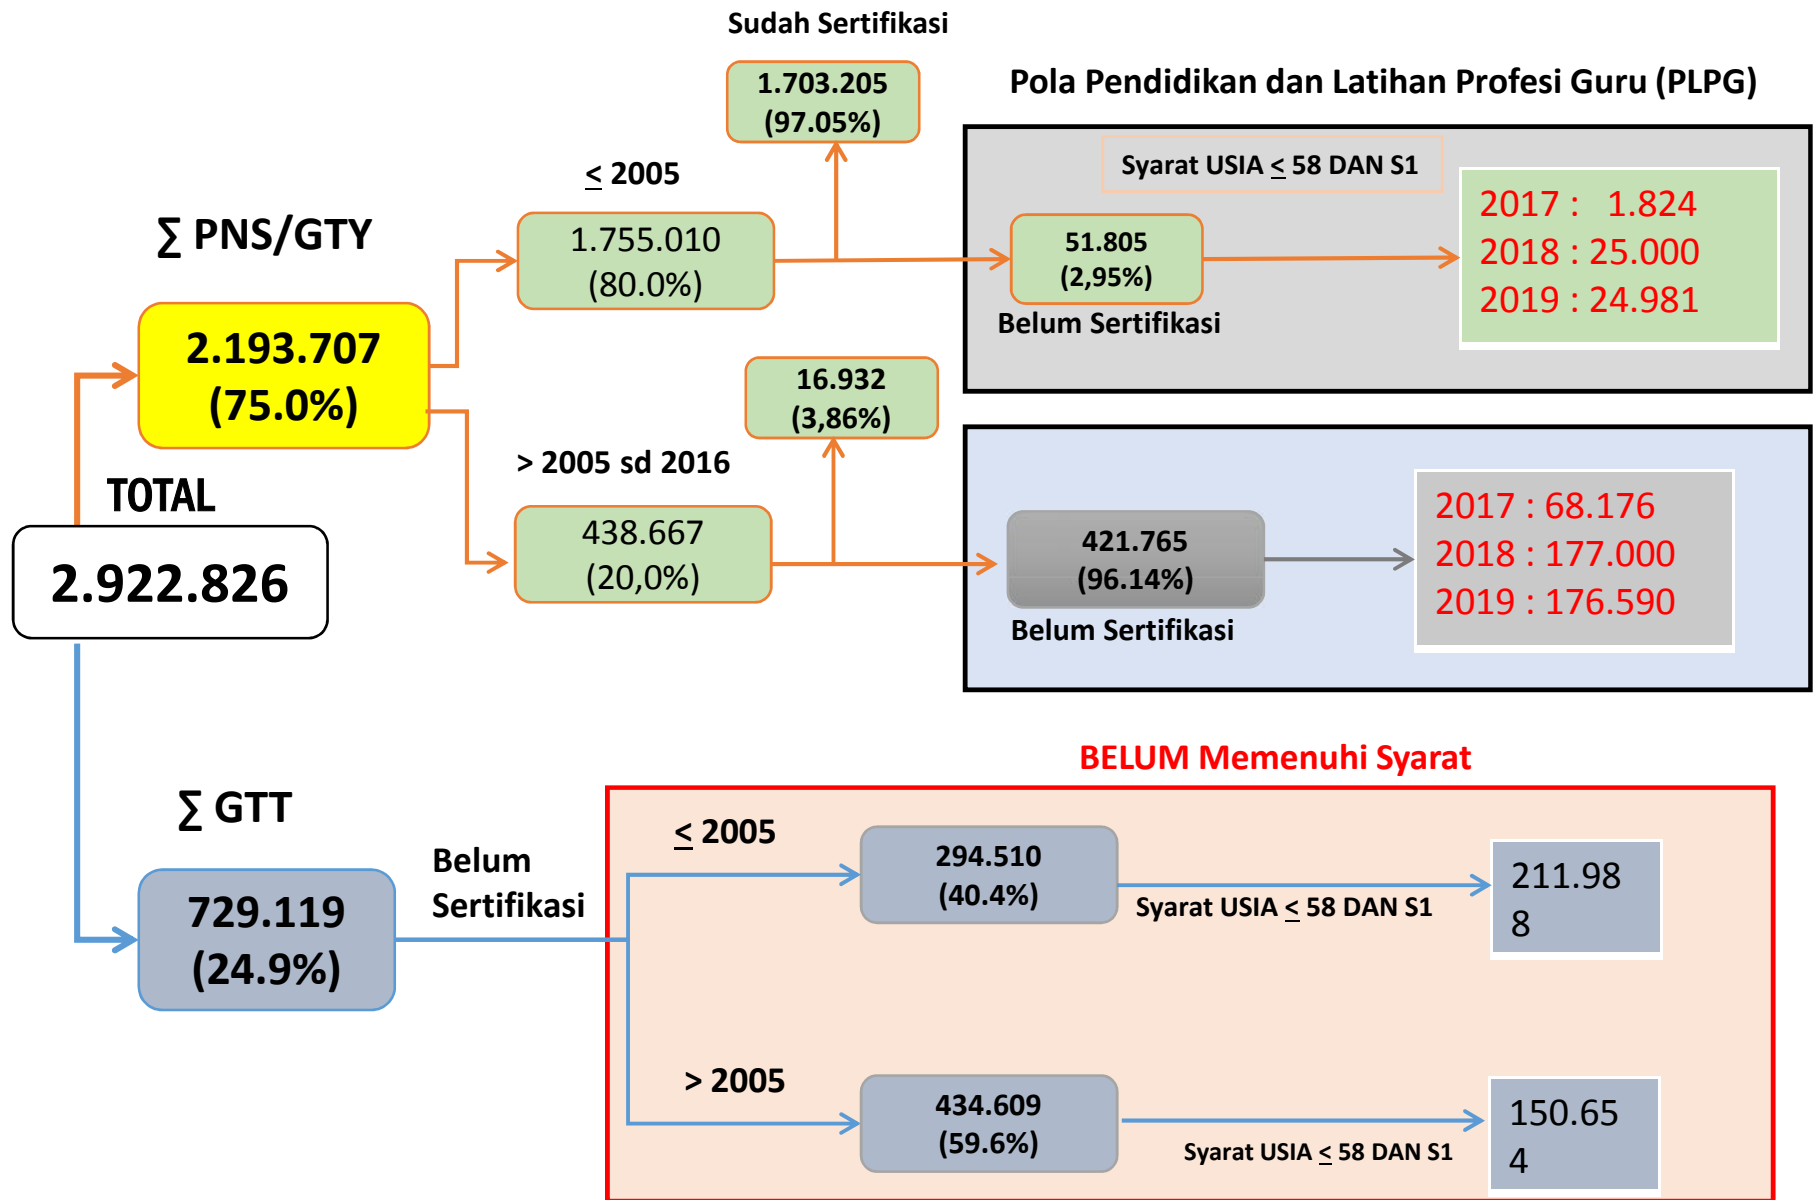 Sudah Sertifikasi
1.703.205
(97.05%)
Pola Pendidikan dan Latihan Profesi Guru (PLPG)
Syarat USIA ≤ 58 DAN S1
≤ 2005
∑ PNS/GTY
1.755.010
(80.0%)
51.805
(2,95%)
Belum Sertifikasi
2017 : 1.824
2018 : 25.000
2019 : 24.981
2.193.707
(75.0%)
16.932
(3,86%)
> 2005 sd 2016
438.667
(20,0%)
421.765
(96.14%)
Belum Sertifikasi
2017 : 68.176
2018 : 177.000
2019 : 176.590
TOTAL
2.922.826
BELUM Memenuhi Syarat
∑ GTT
729.119
(24.9%)
Belum
Sertifikasi
≤ 2005
294.510
(40.4%)
Syarat USIA ≤ 58 DAN S1
211.98
8
> 2005
434.609
(59.6%)
Syarat USIA ≤ 58 DAN S1
150.65
4